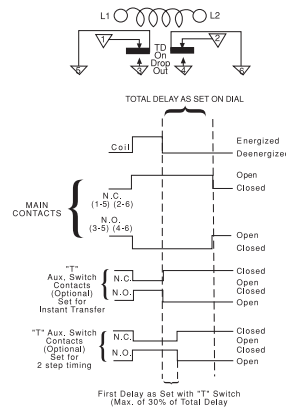 L1 L2
1 TD On Drop Out 2
5 3 4 6
TOTAL DELAY AS SET ON DIAL
Coil Energized
Deenergized
MAIN CONTACTS
N.C. (1-5) (2-6) Open
Closed
N.O. (3-5) (4-6) Open
Closed
"T" Aux. Switch Contacts (Optional) Set for Instant Transfer
N.C. Closed
Open
N.O. Closed
Open
"T" Aux. Switch Contacts (Optional) Set for 2 step timing
N.C. Closed
Open
N.O. Closed
Open
First Delay as Set with "T" Switch
(Max. of 30% of Total Delay